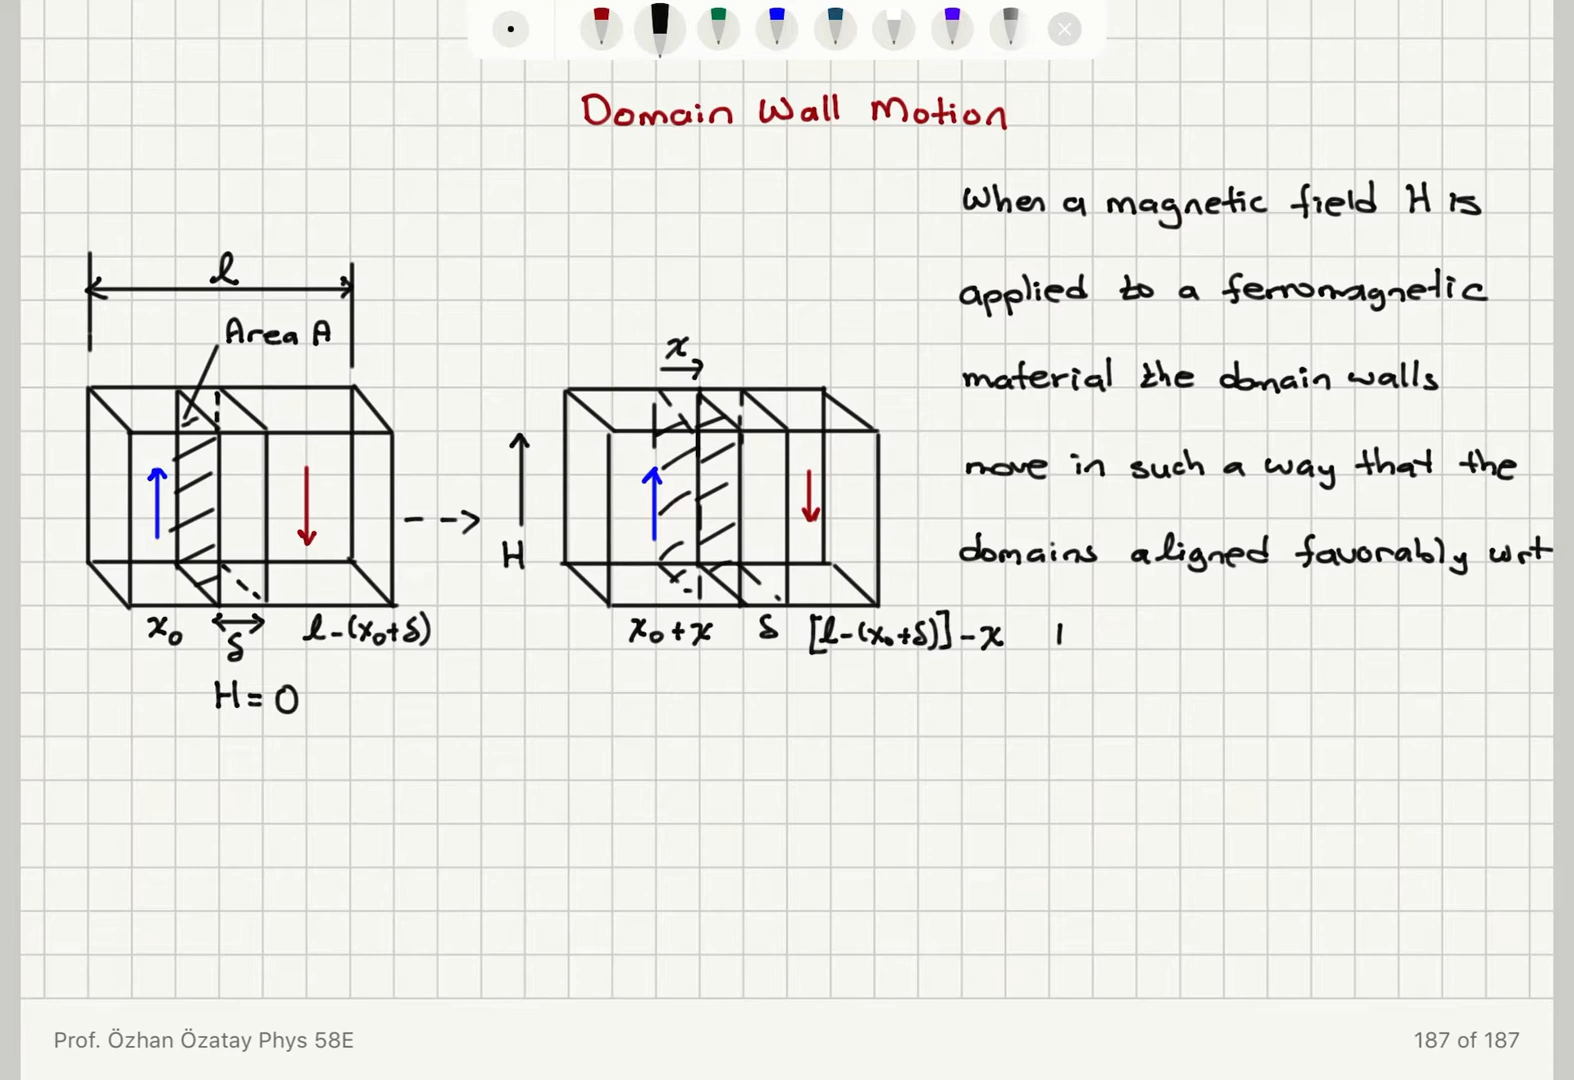 Domain Wall Motion
When a magnetic field H is
applied to a ferromagnetic
material the domain walls
move in such a way that the
domains aligned favorably wrt
l
Area A
x
H
x₀ δ l-(x₀+δ)
H=0
x₀+x δ [l-(x₀+δ)]-x
Prof. Özhan Özatay Phys 58E
187 of 187